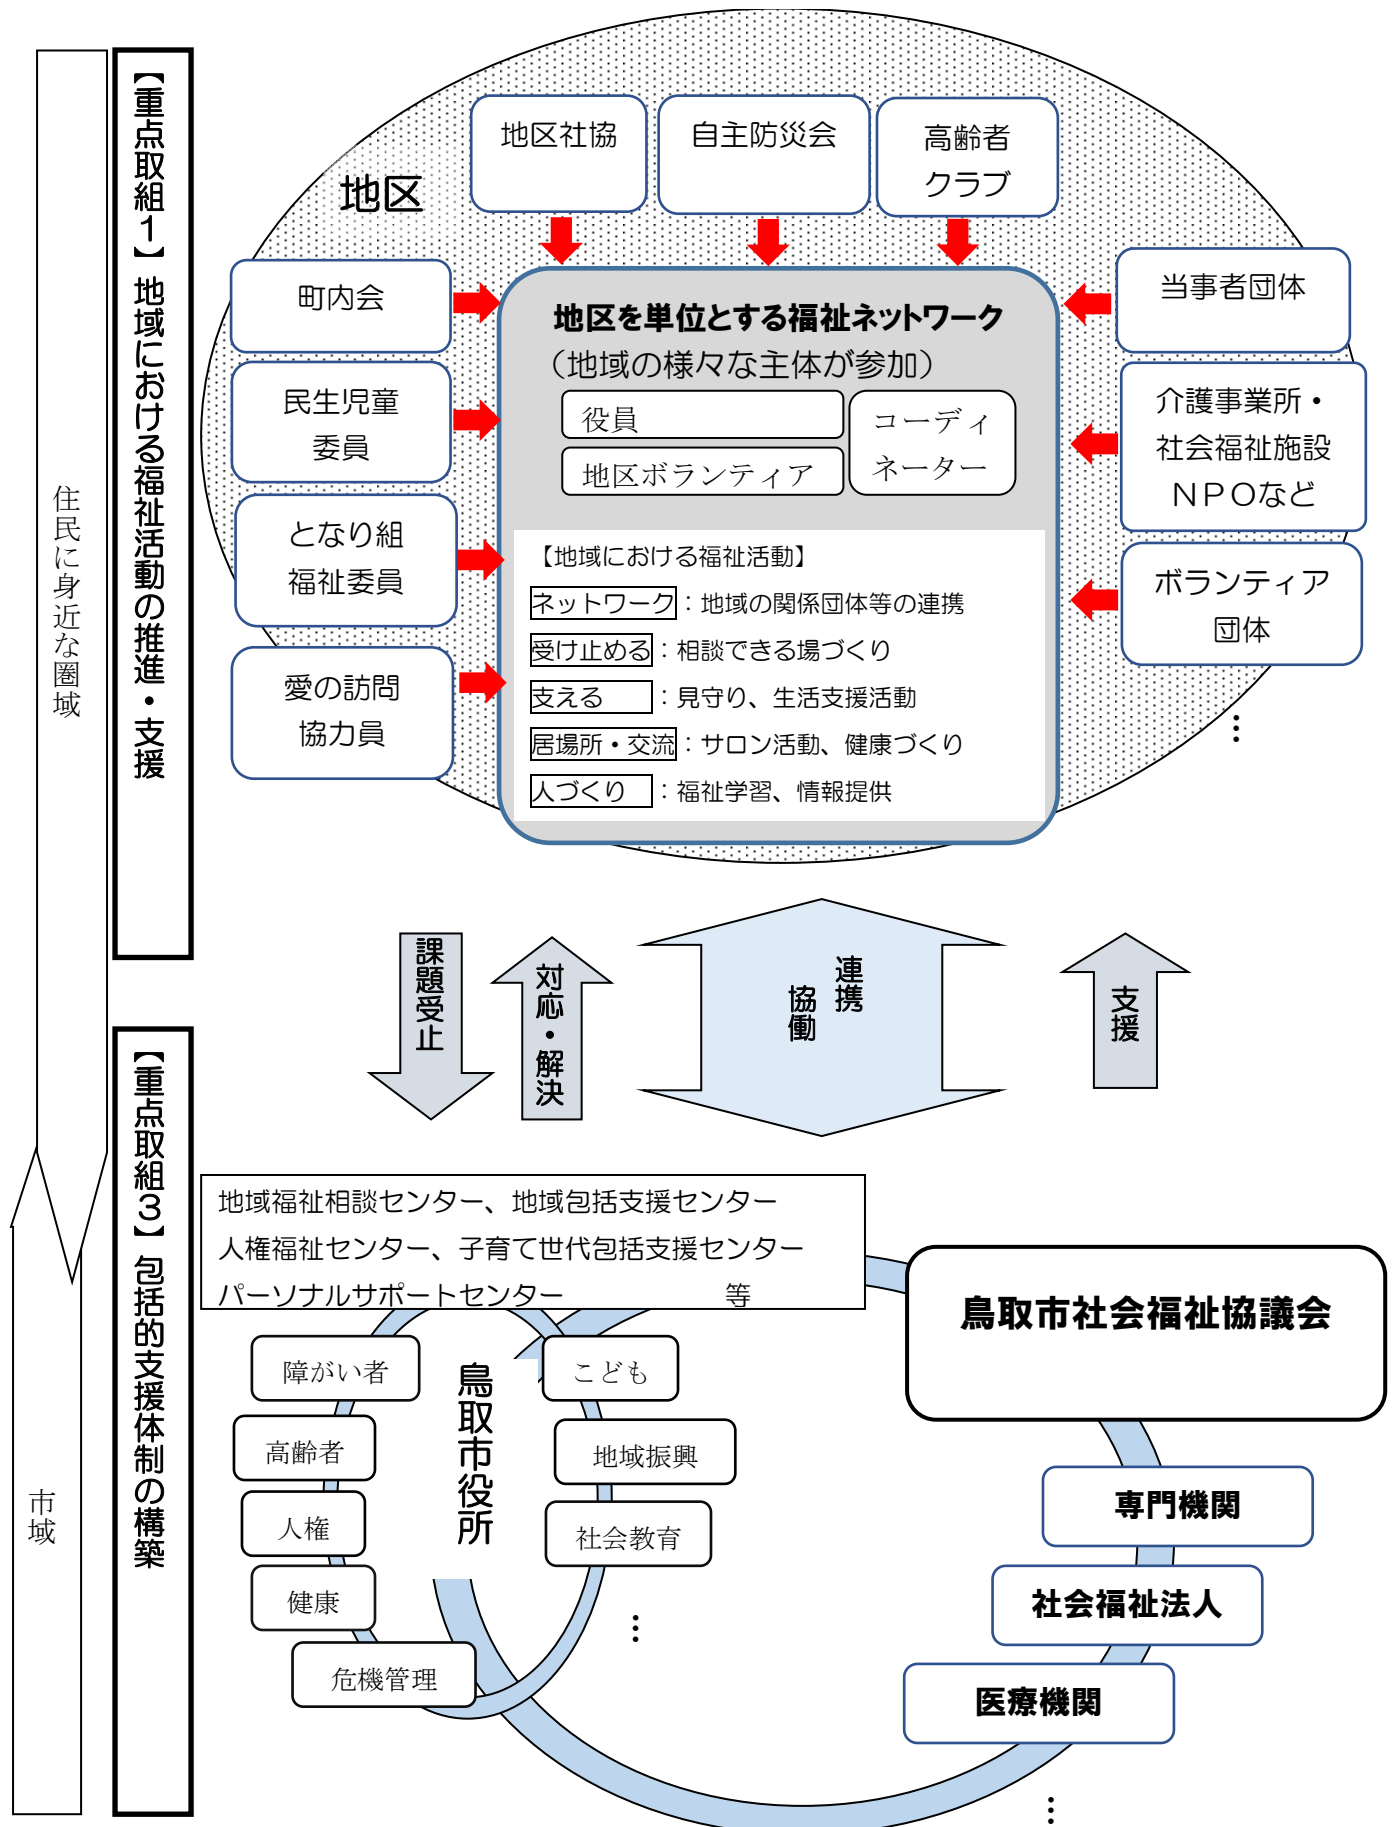 【重点取組1】地域における福祉活動の推進・支援
住民に身近な圏域
地区
地区社協
自主防災会
高齢者
クラブ
町内会
民生児童
委員
となり組
福祉委員
愛の訪問
協力員
当事者団体
介護事業所・
社会福祉施設
ＮＰＯなど
ボランティア
団体
…
地区を単位とする福祉ネットワーク
（地域の様々な主体が参加）
役員
地区ボランティア
コーディ
ネーター
【地域における福祉活動】
ネットワーク：地域の関係団体等の連携
受け止める：相談できる場づくり
支える：見守り、生活支援活動
居場所・交流：サロン活動、健康づくり
人づくり：福祉学習、情報提供
課題受止
対応・解決
連携
協働
支援
【重点取組3】包括的支援体制の構築
市域
地域福祉相談センター、地域包括支援センター
人権福祉センター、子育て世代包括支援センター
パーソナルサポートセンター 等
鳥取市社会福祉協議会
鳥取市役所
障がい者
高齢者
人権
健康
危機管理
こども
地域振興
社会教育
…
専門機関
社会福祉法人
医療機関
…